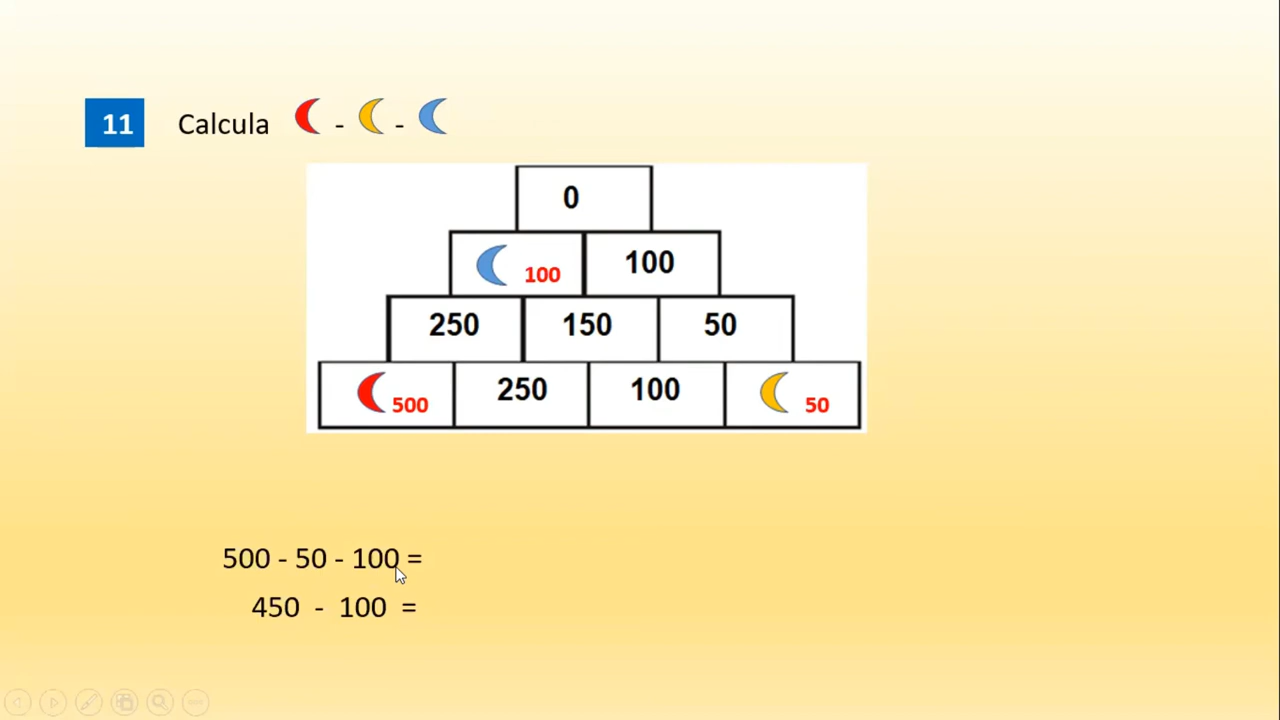 11 Calcula - -
0
100 100
250 150 50
500 250 100 50
500 - 50 - 100 =
450 - 100 =